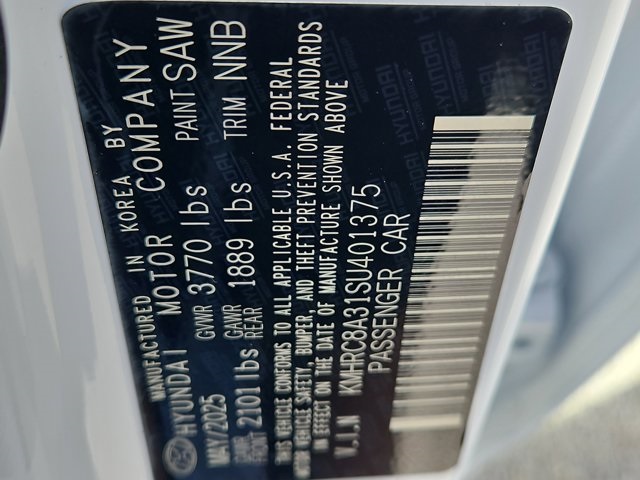 MANUFACTURED IN KOREA BY
HYUNDAI MOTOR COMPANY
MAY/2025 GVWR 3770 lbs PAINT SAW
GAWR FRONT 2101 lbs GAWR REAR 1889 lbs TRIM NNB
THIS VEHICLE CONFORMS TO ALL APPLICABLE U.S.A. FEDERAL
MOTOR VEHICLE SAFETY, BUMPER, AND THEFT PREVENTION STANDARDS
IN EFFECT ON THE DATE OF MANUFACTURE SHOWN ABOVE
V.I.N KMHRC8A31SU401375
PASSENGER CAR